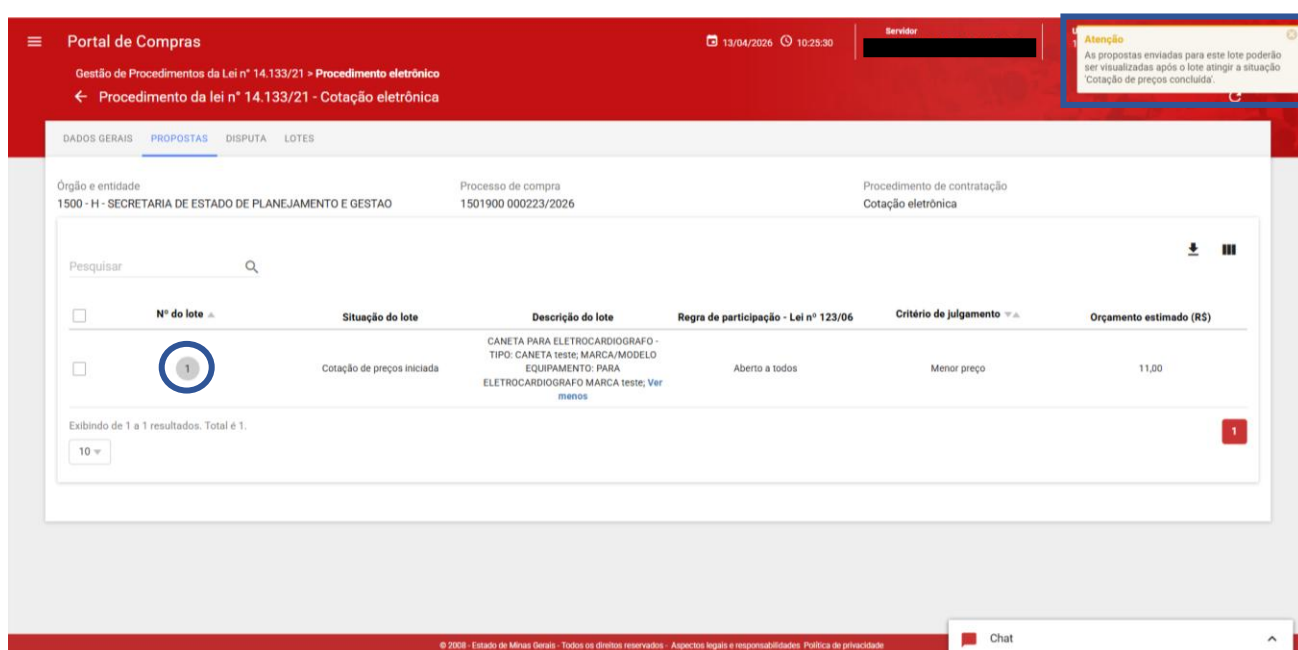 Portal de Compras
13/04/2026 10:25:30
Servidor
Atenção
As propostas enviadas para este lote poderão
ser visualizadas após o lote atingir a situação
'Cotação de preços concluída'.
Gestão de Procedimentos da Lei n° 14.133/21 > Procedimento eletrônico
Procedimento da lei n° 14.133/21 - Cotação eletrônica
DADOS GERAIS PROPOSTAS DISPUTA LOTES
Órgão e entidade
1500 - H - SECRETARIA DE ESTADO DE PLANEJAMENTO E GESTAO
Processo de compra
1501900 000223/2026
Procedimento de contratação
Cotação eletrônica
Pesquisar
Nº do lote Situação do lote Descrição do lote Regra de participação - Lei nº 123/06 Critério de julgamento Orçamento estimado (R$)
1
Cotação de preços iniciada
CANETA PARA ELETROCARDIOGRAFO -
TIPO: CANETA teste; MARCA/MODELO
EQUIPAMENTO: PARA
ELETROCARDIOGRAFO MARCA teste; Ver
menos
Aberto a todos
Menor preço
11,00
Exibindo de 1 a 1 resultados. Total é 1.
10
1
© 2008 - Estado de Minas Gerais - Todos os direitos reservados - Aspectos legais e responsabilidades Política de privacidade
Chat